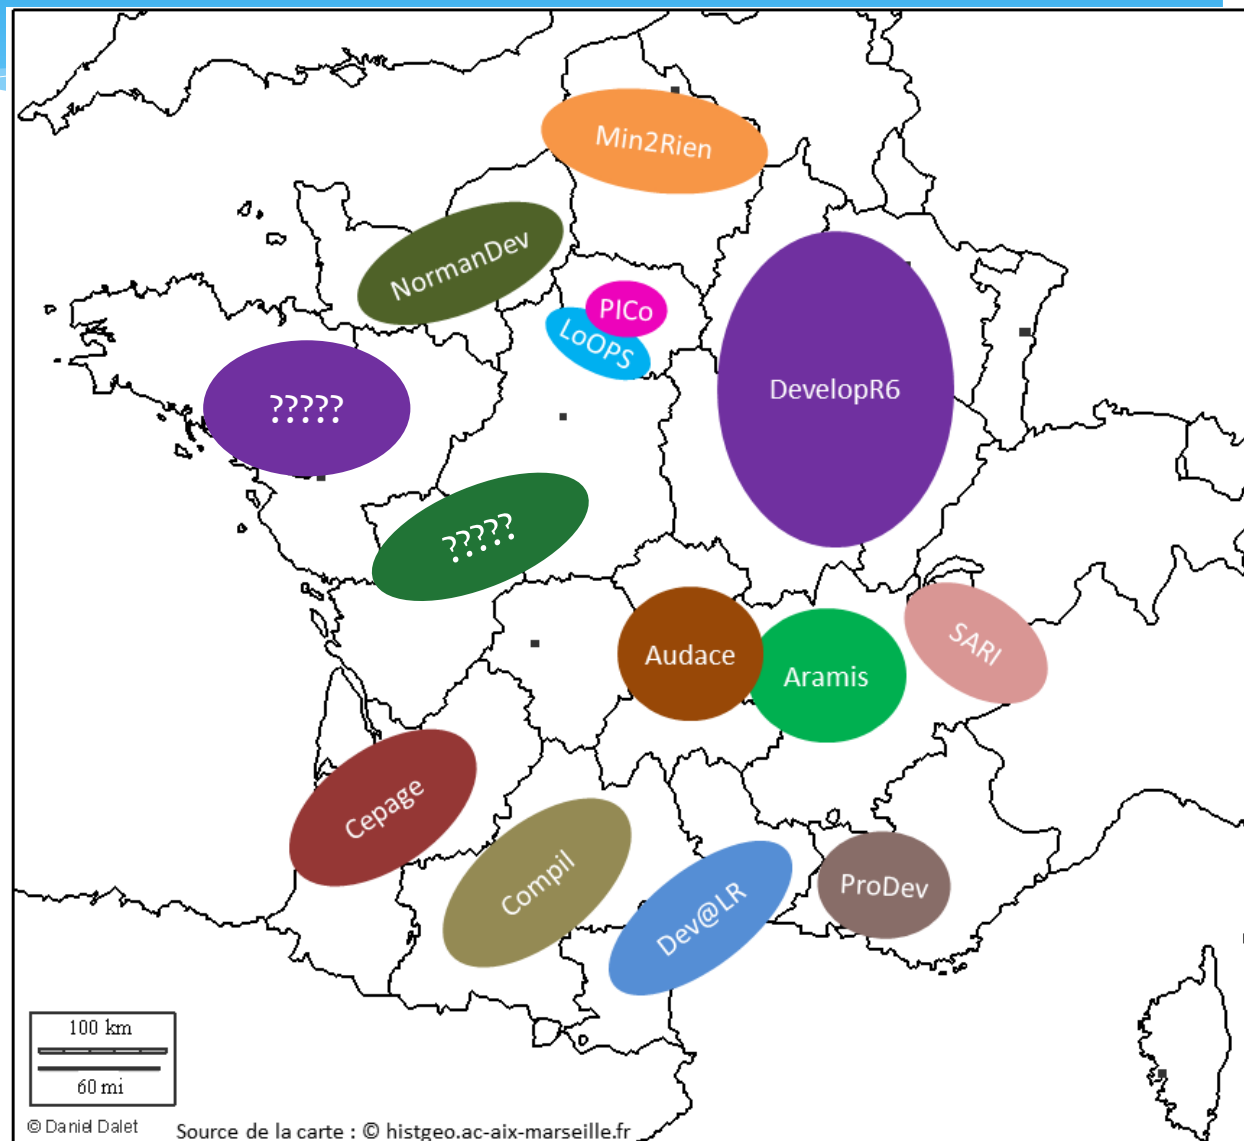 Min2Rien
NormanDev
PICo
LoOPS
DevelopR6
?????
?????
Audace
Aramis
SARI
Cepage
Compil
Dev@LR
ProDev
100 km
60 mi
© Daniel Dalet
Source de la carte : © histgeo.ac-aix-marseille.fr